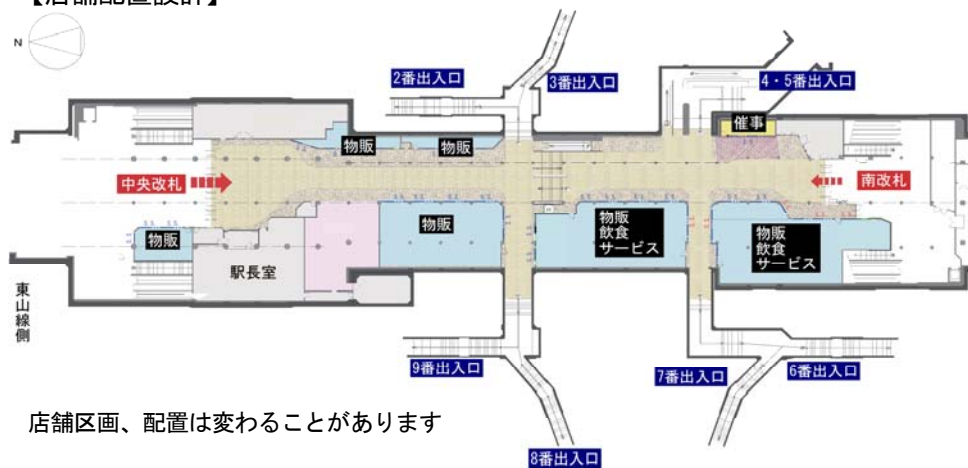 【店舗配置設計】
N
2番出入口
3番出入口
4・5番出入口
催事
物販
物販
中央改札
南改札
物販
物販
物販
飲食
サービス
物販
飲食
サービス
駅長室
東山線側
9番出入口
7番出入口
6番出入口
8番出入口
店舗区画、配置は変わることがあります